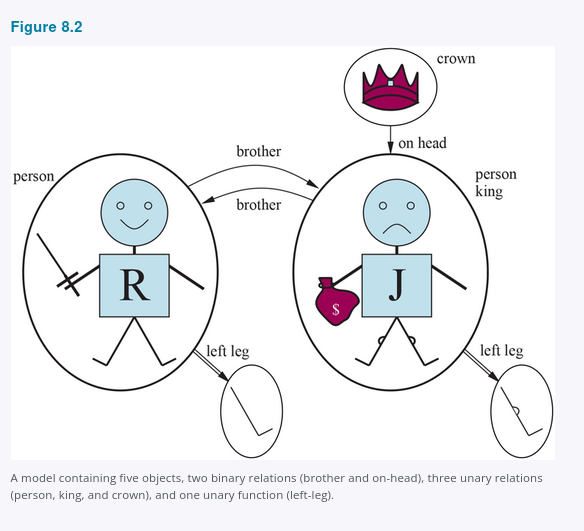 Figure 8.2
crown
on head
brother
person
person
king
brother
R
J
$
left leg
left leg
A model containing five objects, two binary relations (brother and on-head), three unary relations
(person, king, and crown), and one unary function (left-leg).